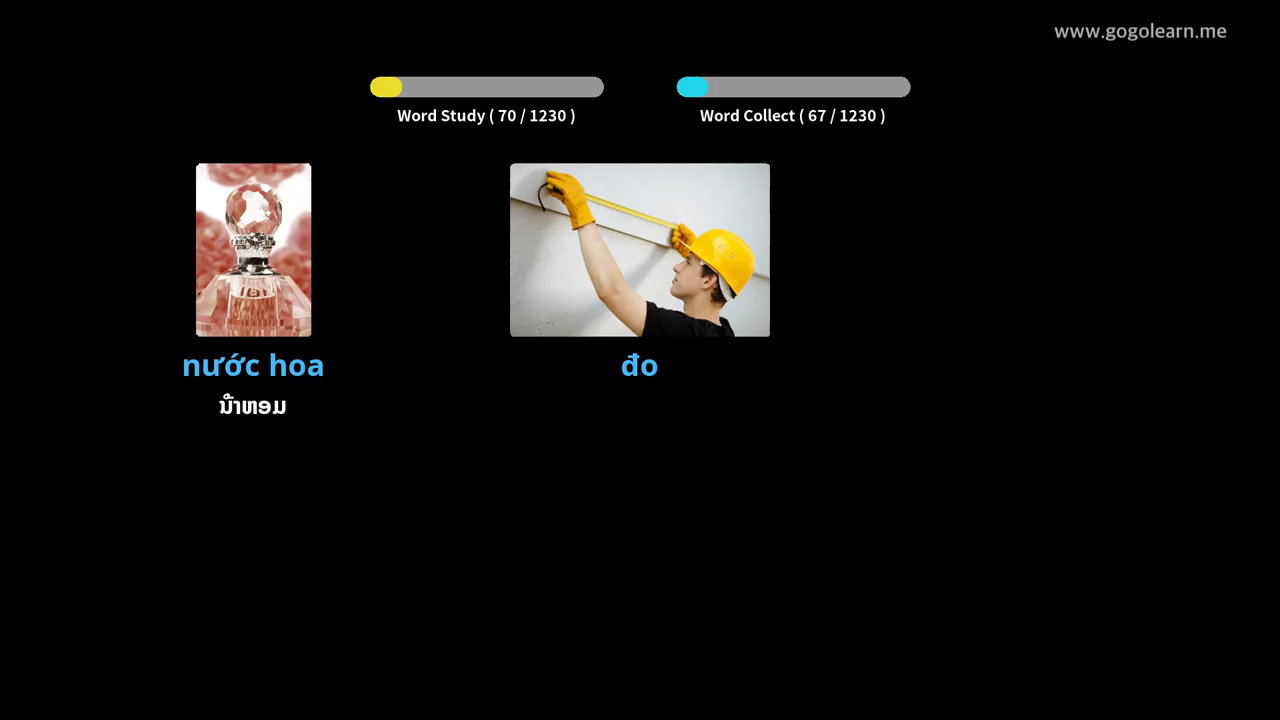 www.gogolearn.me
Word Study ( 70 / 1230 )
Word Collect ( 67 / 1230 )
nước hoa
đo
ນ້ຳຫອມ